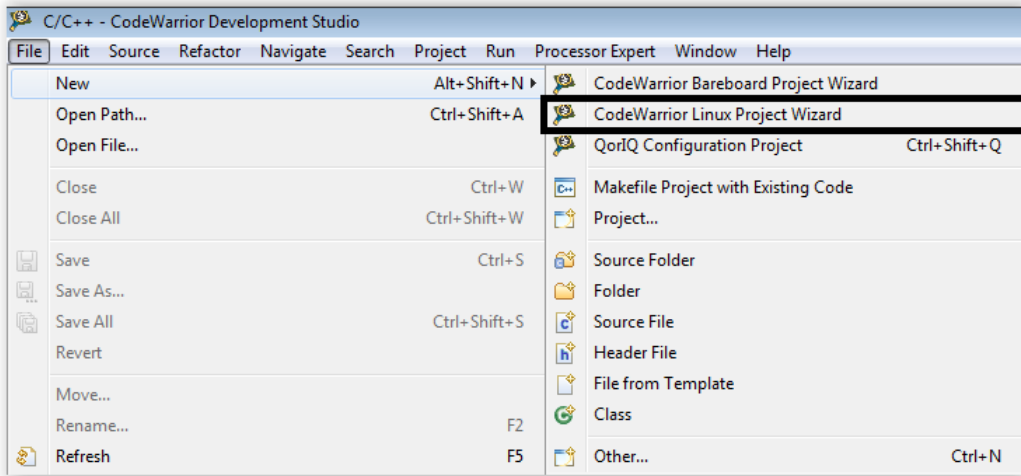 C/C++ - CodeWarrior Development Studio
File Edit Source Refactor Navigate Search Project Run Processor Expert Window Help
New Alt+Shift+N
Open Path... Ctrl+Shift+A
Open File...
Close Ctrl+W
Close All Ctrl+Shift+W
Save Ctrl+S
Save As...
Save All Ctrl+Shift+S
Revert
Move...
Rename... F2
Refresh F5
CodeWarrior Bareboard Project Wizard
CodeWarrior Linux Project Wizard
QorIQ Configuration Project Ctrl+Shift+Q
Makefile Project with Existing Code
Project...
Source Folder
Folder
Source File
Header File
File from Template
Class
Other... Ctrl+N